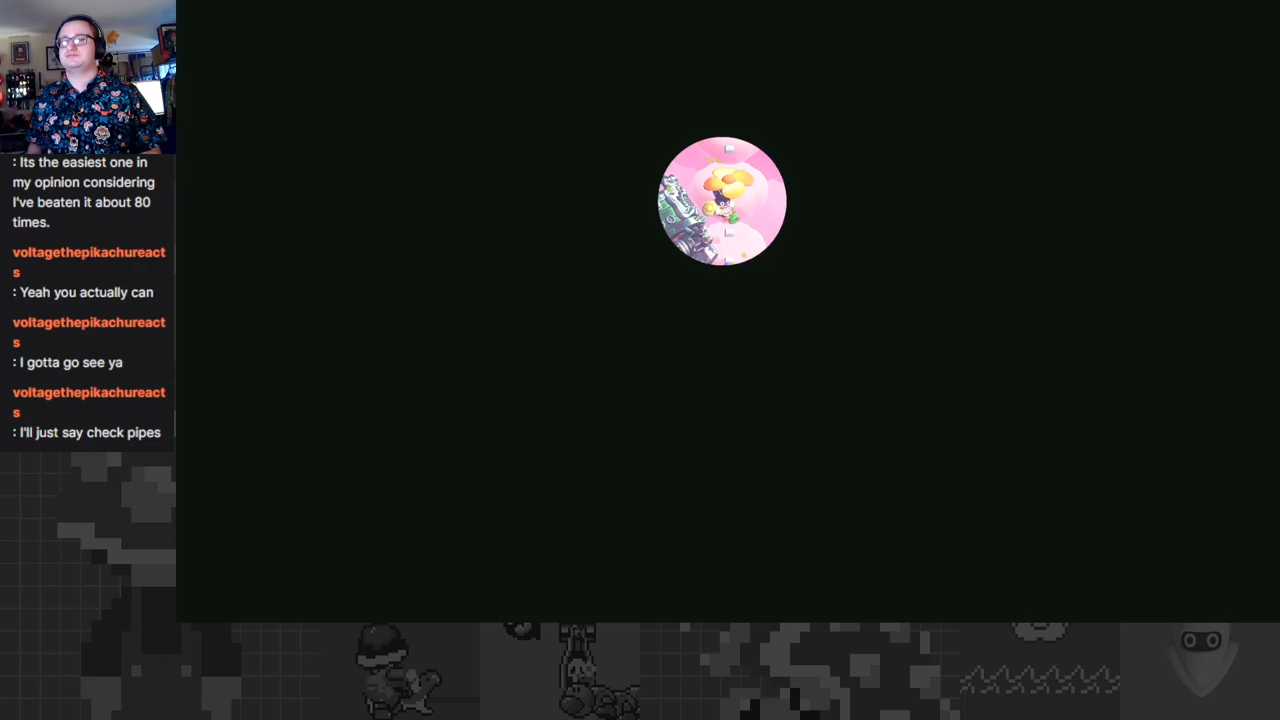 : Its the easiest one in
my opinion considering
I've beaten it about 80
times.
voltagethepikachureact
s
: Yeah you actually can
voltagethepikachureact
s
: I gotta go see ya
voltagethepikachureact
s
: I'll just say check pipes